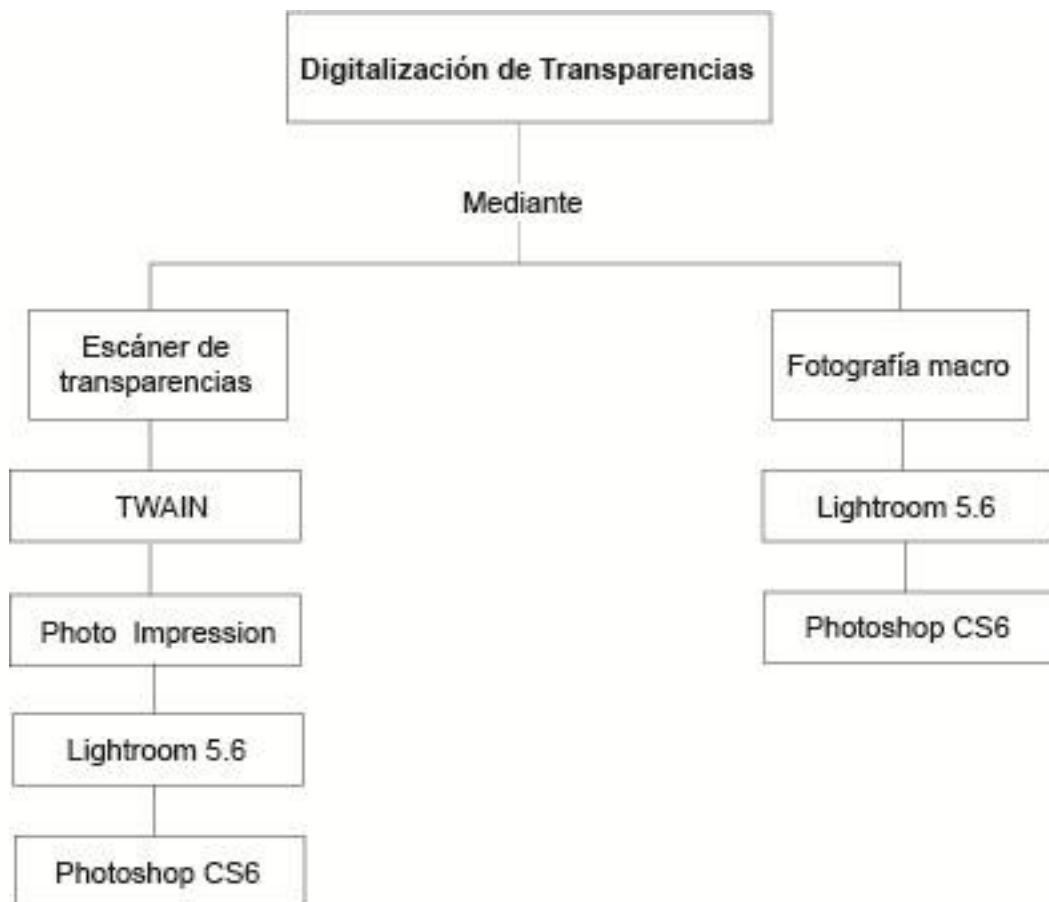 Digitalización de Transparencias
Mediante
Escáner de
transparencias
TWAIN
Photo Impression
Lightroom 5.6
Photoshop CS6
Fotografía macro
Lightroom 5.6
Photoshop CS6